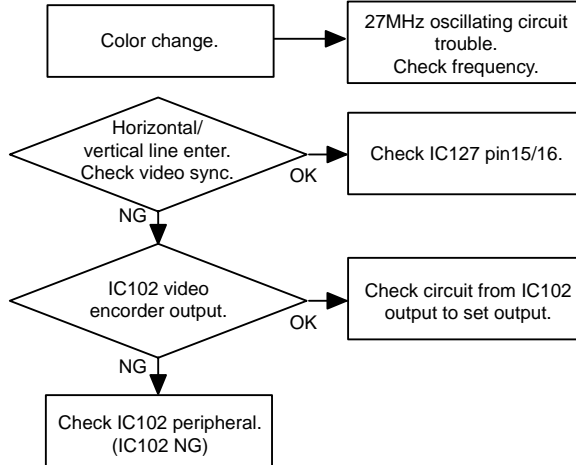 Color change.
27MHz oscillating circuit
trouble.
Check frequency.
Horizontal/
vertical line enter.
Check video sync.
OK
Check IC127 pin15/16.
NG
IC102 video
encorder output.
OK
Check circuit from IC102
output to set output.
NG
Check IC102 peripheral.
(IC102 NG)